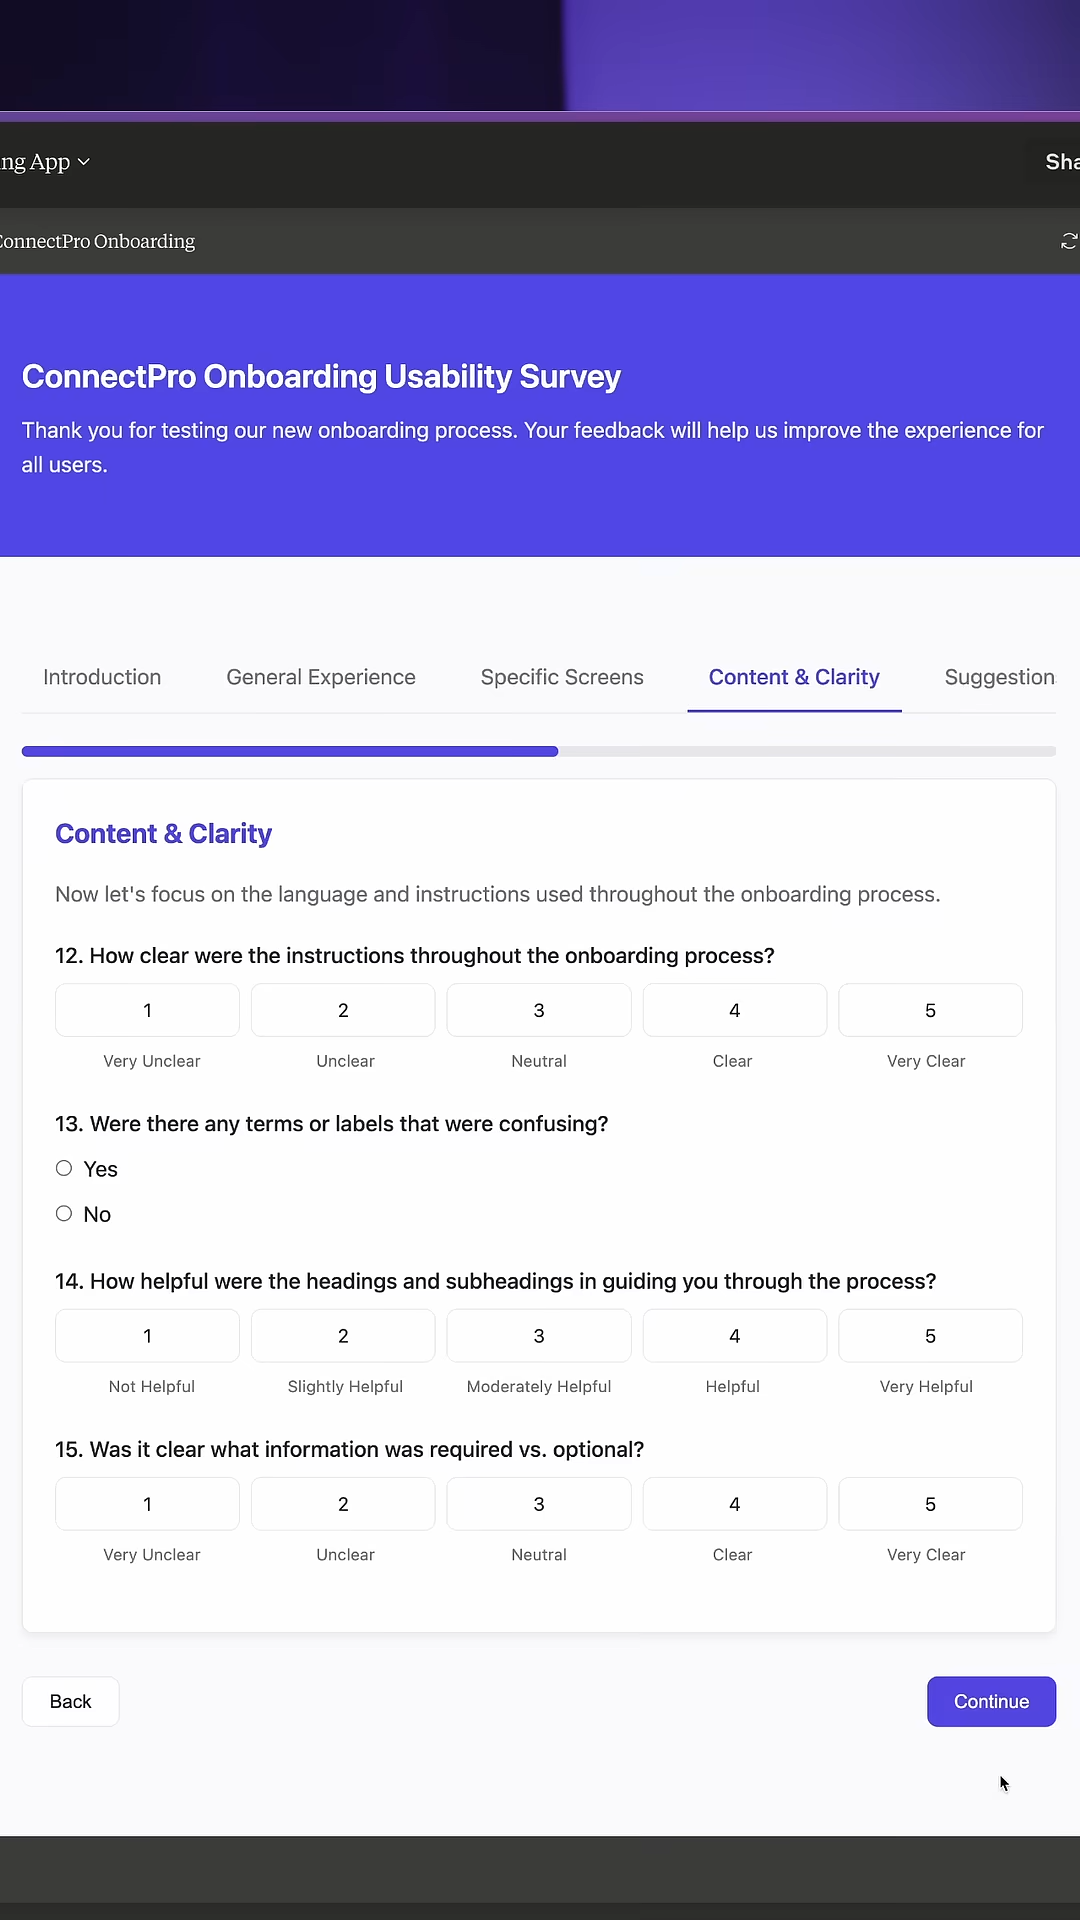 ng App
Sha
ConnectPro Onboarding
ConnectPro Onboarding Usability Survey
Thank you for testing our new onboarding process. Your feedback will help us improve the experience for
all users.
Introduction
General Experience
Specific Screens
Content & Clarity
Suggestion
Content & Clarity
Now let's focus on the language and instructions used throughout the onboarding process.
12. How clear were the instructions throughout the onboarding process?
1 2 3 4 5
Very Unclear Unclear Neutral Clear Very Clear
13. Were there any terms or labels that were confusing?
Yes
No
14. How helpful were the headings and subheadings in guiding you through the process?
1 2 3 4 5
Not Helpful Slightly Helpful Moderately Helpful Helpful Very Helpful
15. Was it clear what information was required vs. optional?
1 2 3 4 5
Very Unclear Unclear Neutral Clear Very Clear
Back
Continue